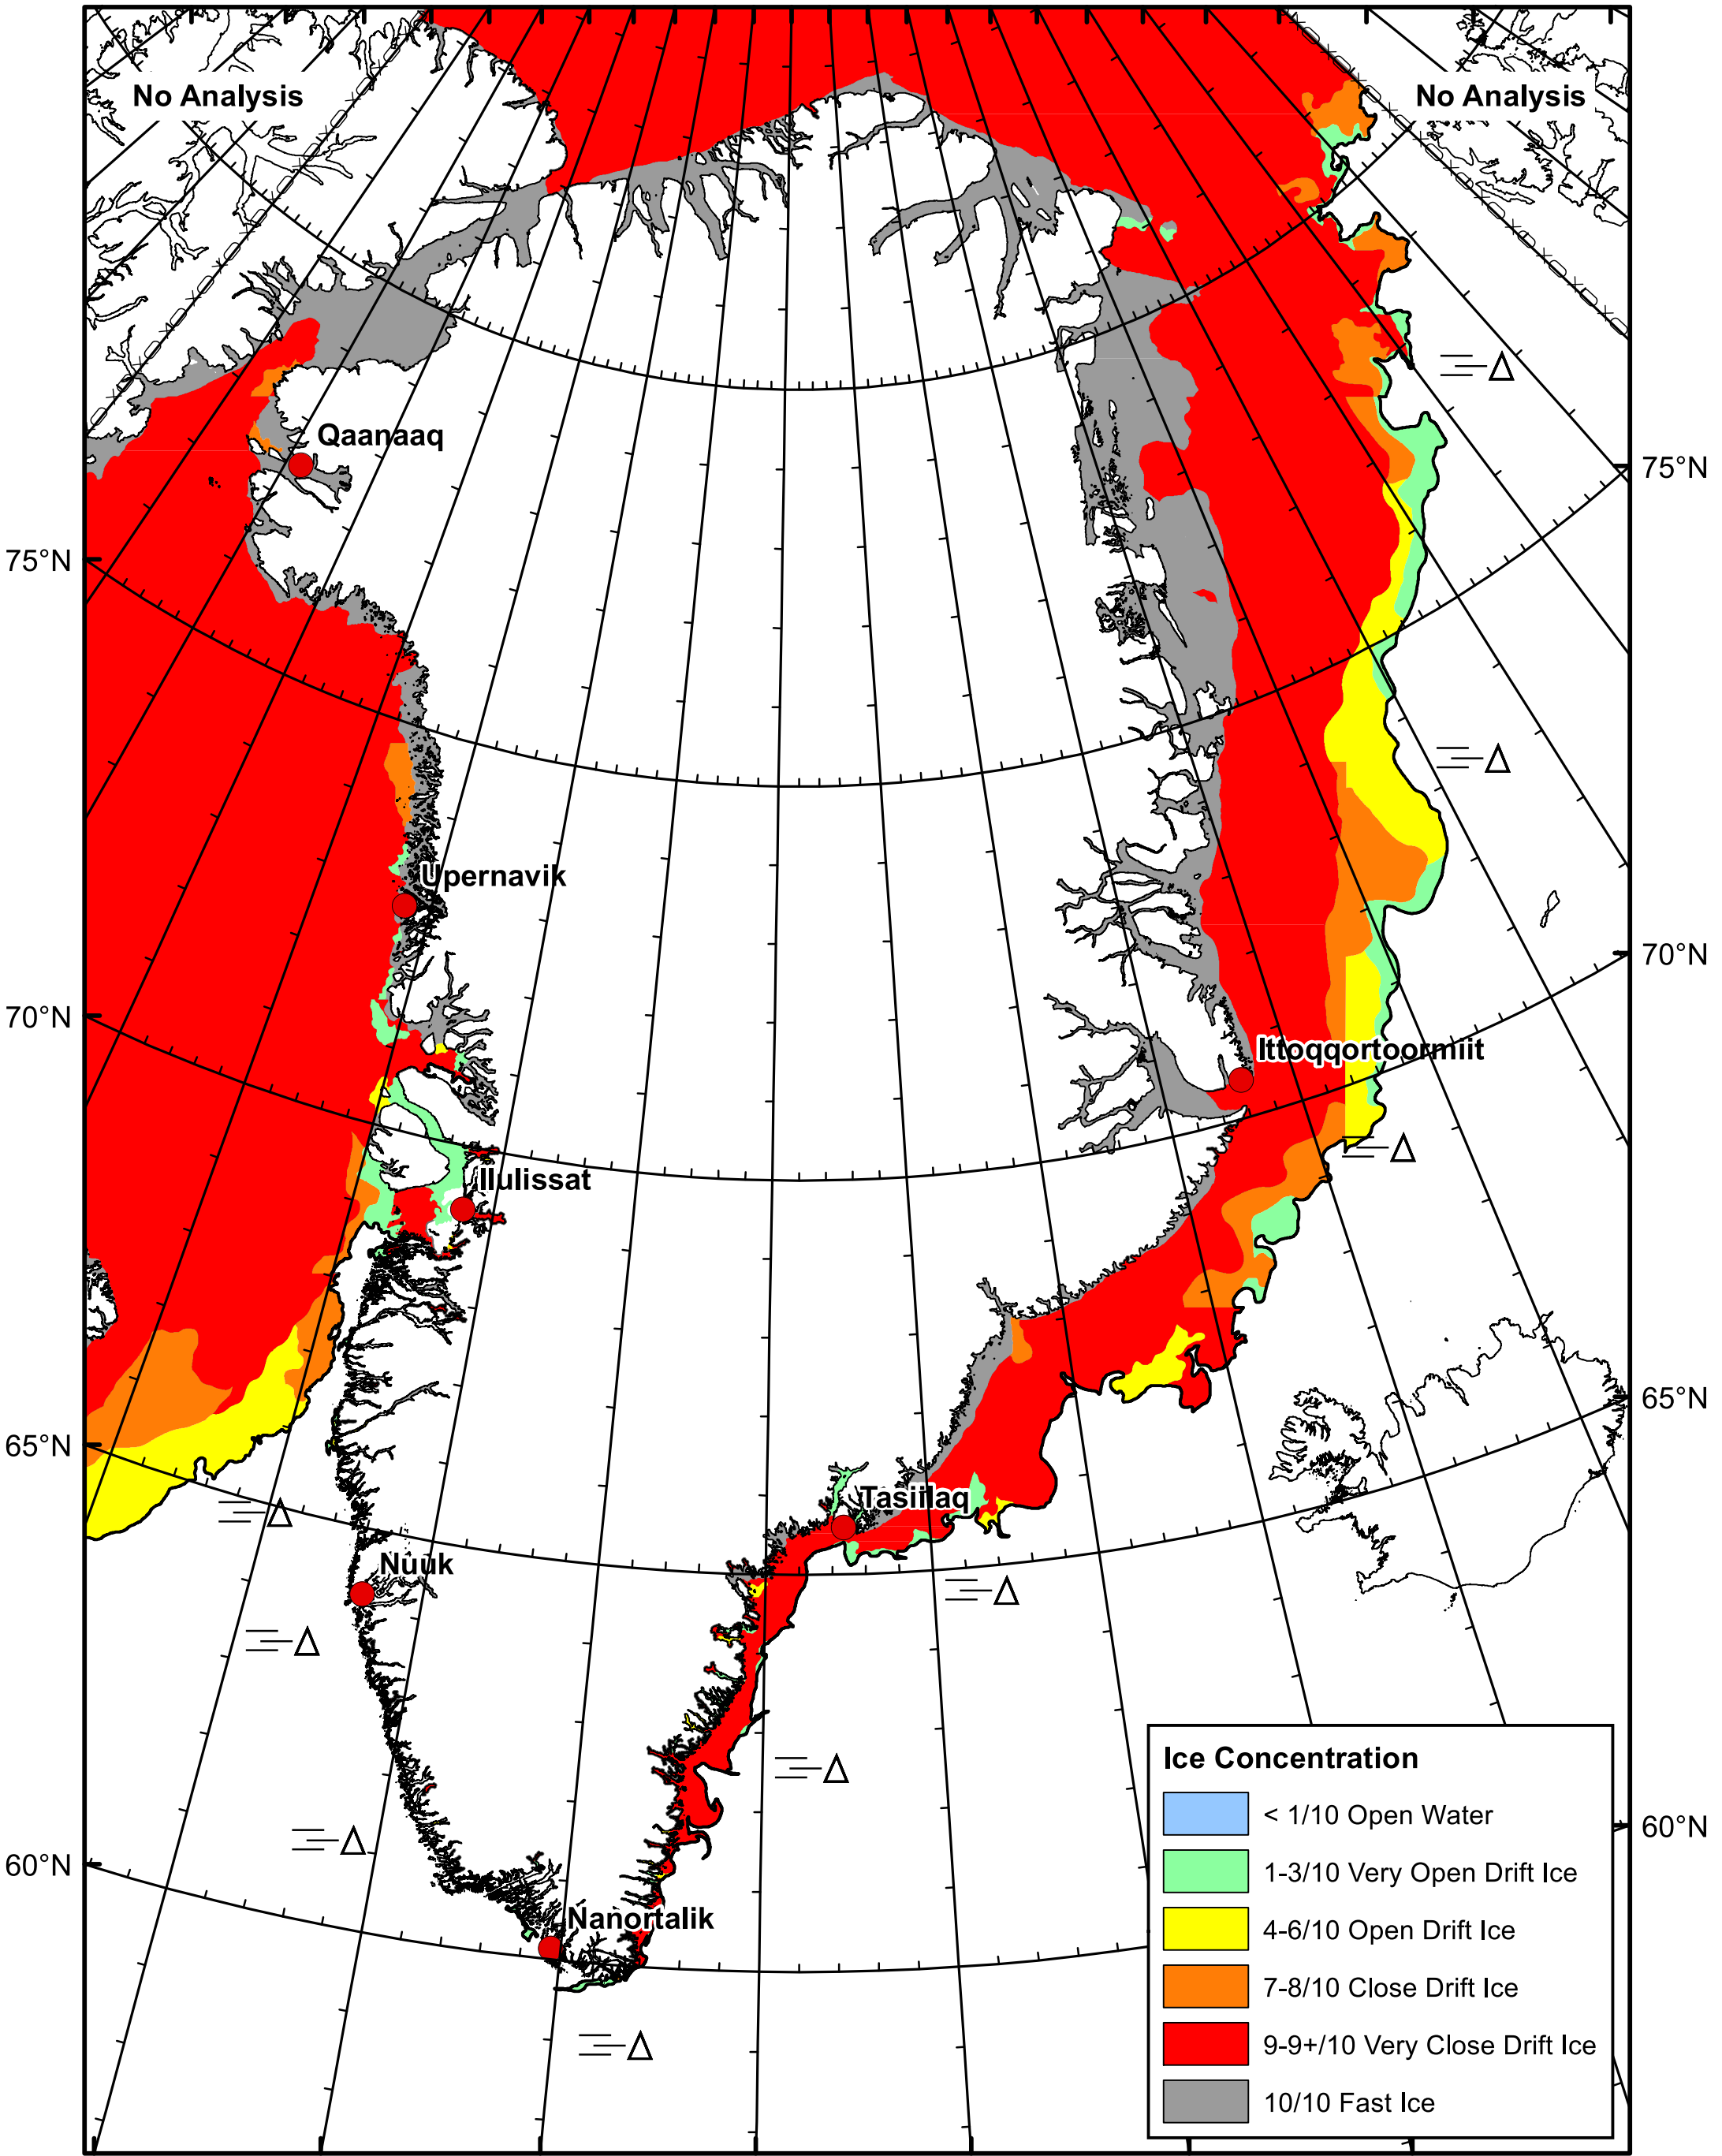 No Analysis
No Analysis
Qaanaaq
75°N
75°N
Upernavik
70°N
70°N
Ittoqqortoormiit
Ilulissat
65°N
65°N
Tasiilaq
Nuuk
60°N
60°N
Nanortalik
Ice Concentration
< 1/10 Open Water
1-3/10 Very Open Drift Ice
4-6/10 Open Drift Ice
7-8/10 Close Drift Ice
9-9+/10 Very Close Drift Ice
10/10 Fast Ice